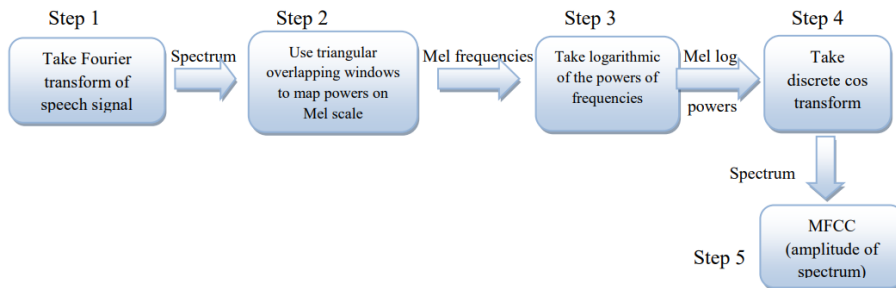 Step 1
Take Fourier
transform of
speech signal
Spectrum
Step 2
Use triangular
overlapping windows
to map powers on
Mel scale
Mel frequencies
Step 3
Take logarithmic
of the powers of
frequencies
Mel log
powers
Step 4
Take
discrete cos
transform
Spectrum
Step 5
MFCC
(amplitude of
spectrum)